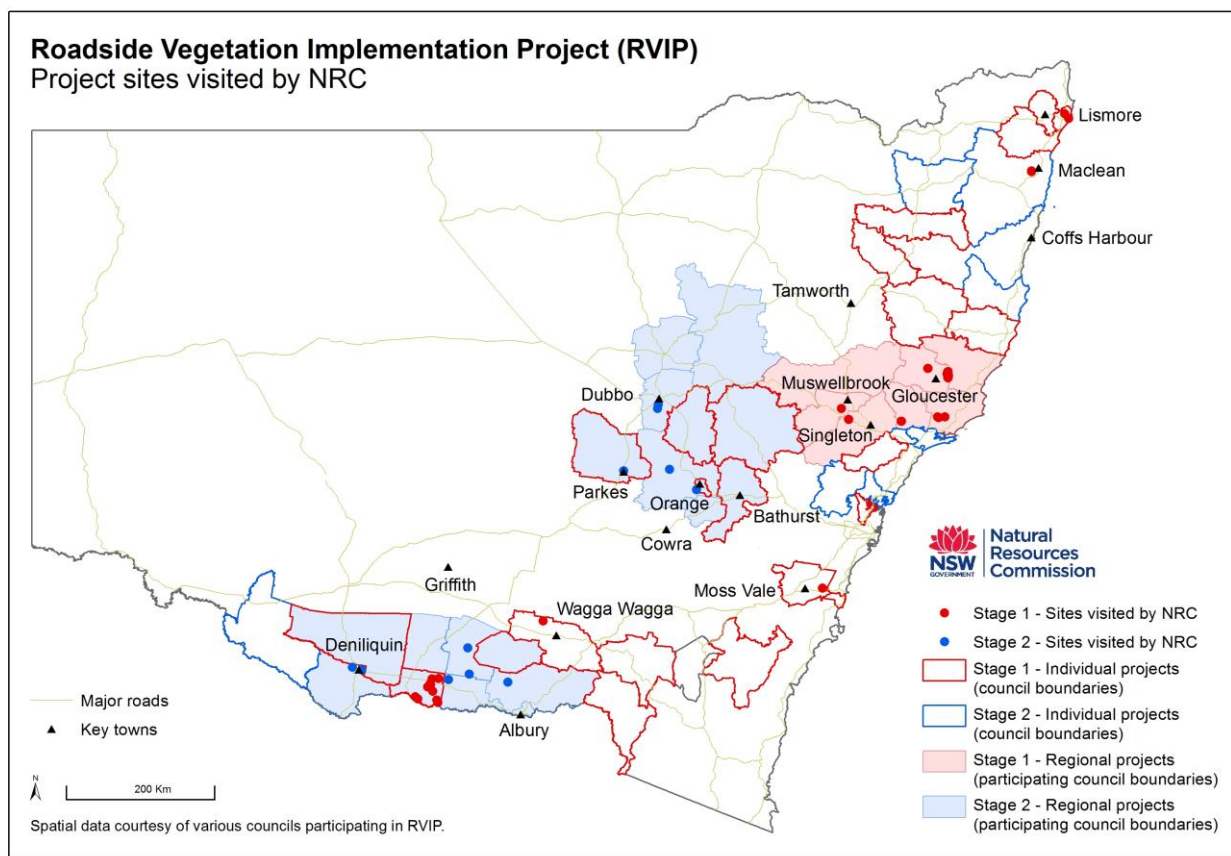 Roadside Vegetation Implementation Project (RVIP)
Project sites visited by NRC
Lismore
Maclean
Coffs Harbour
Tamworth
Muswellbrook
Dubbo
Gloucester
Singleton
Parkes
Orange
Bathurst
Cowra
Griffith
Moss Vale
Wagga Wagga
Deniliquin
Albury
NSW
GOVERNMENT
Natural
Resources
Commission
Stage 1 - Sites visited by NRC
Stage 2 - Sites visited by NRC
Stage 1 - Individual projects
(council boundaries)
Stage 2 - Individual projects
(council boundaries)
Stage 1 - Regional projects
(participating council boundaries)
Stage 2 - Regional projects
(participating council boundaries)
Major roads
Key towns
N
200 Km
Spatial data courtesy of various councils participating in RVIP.